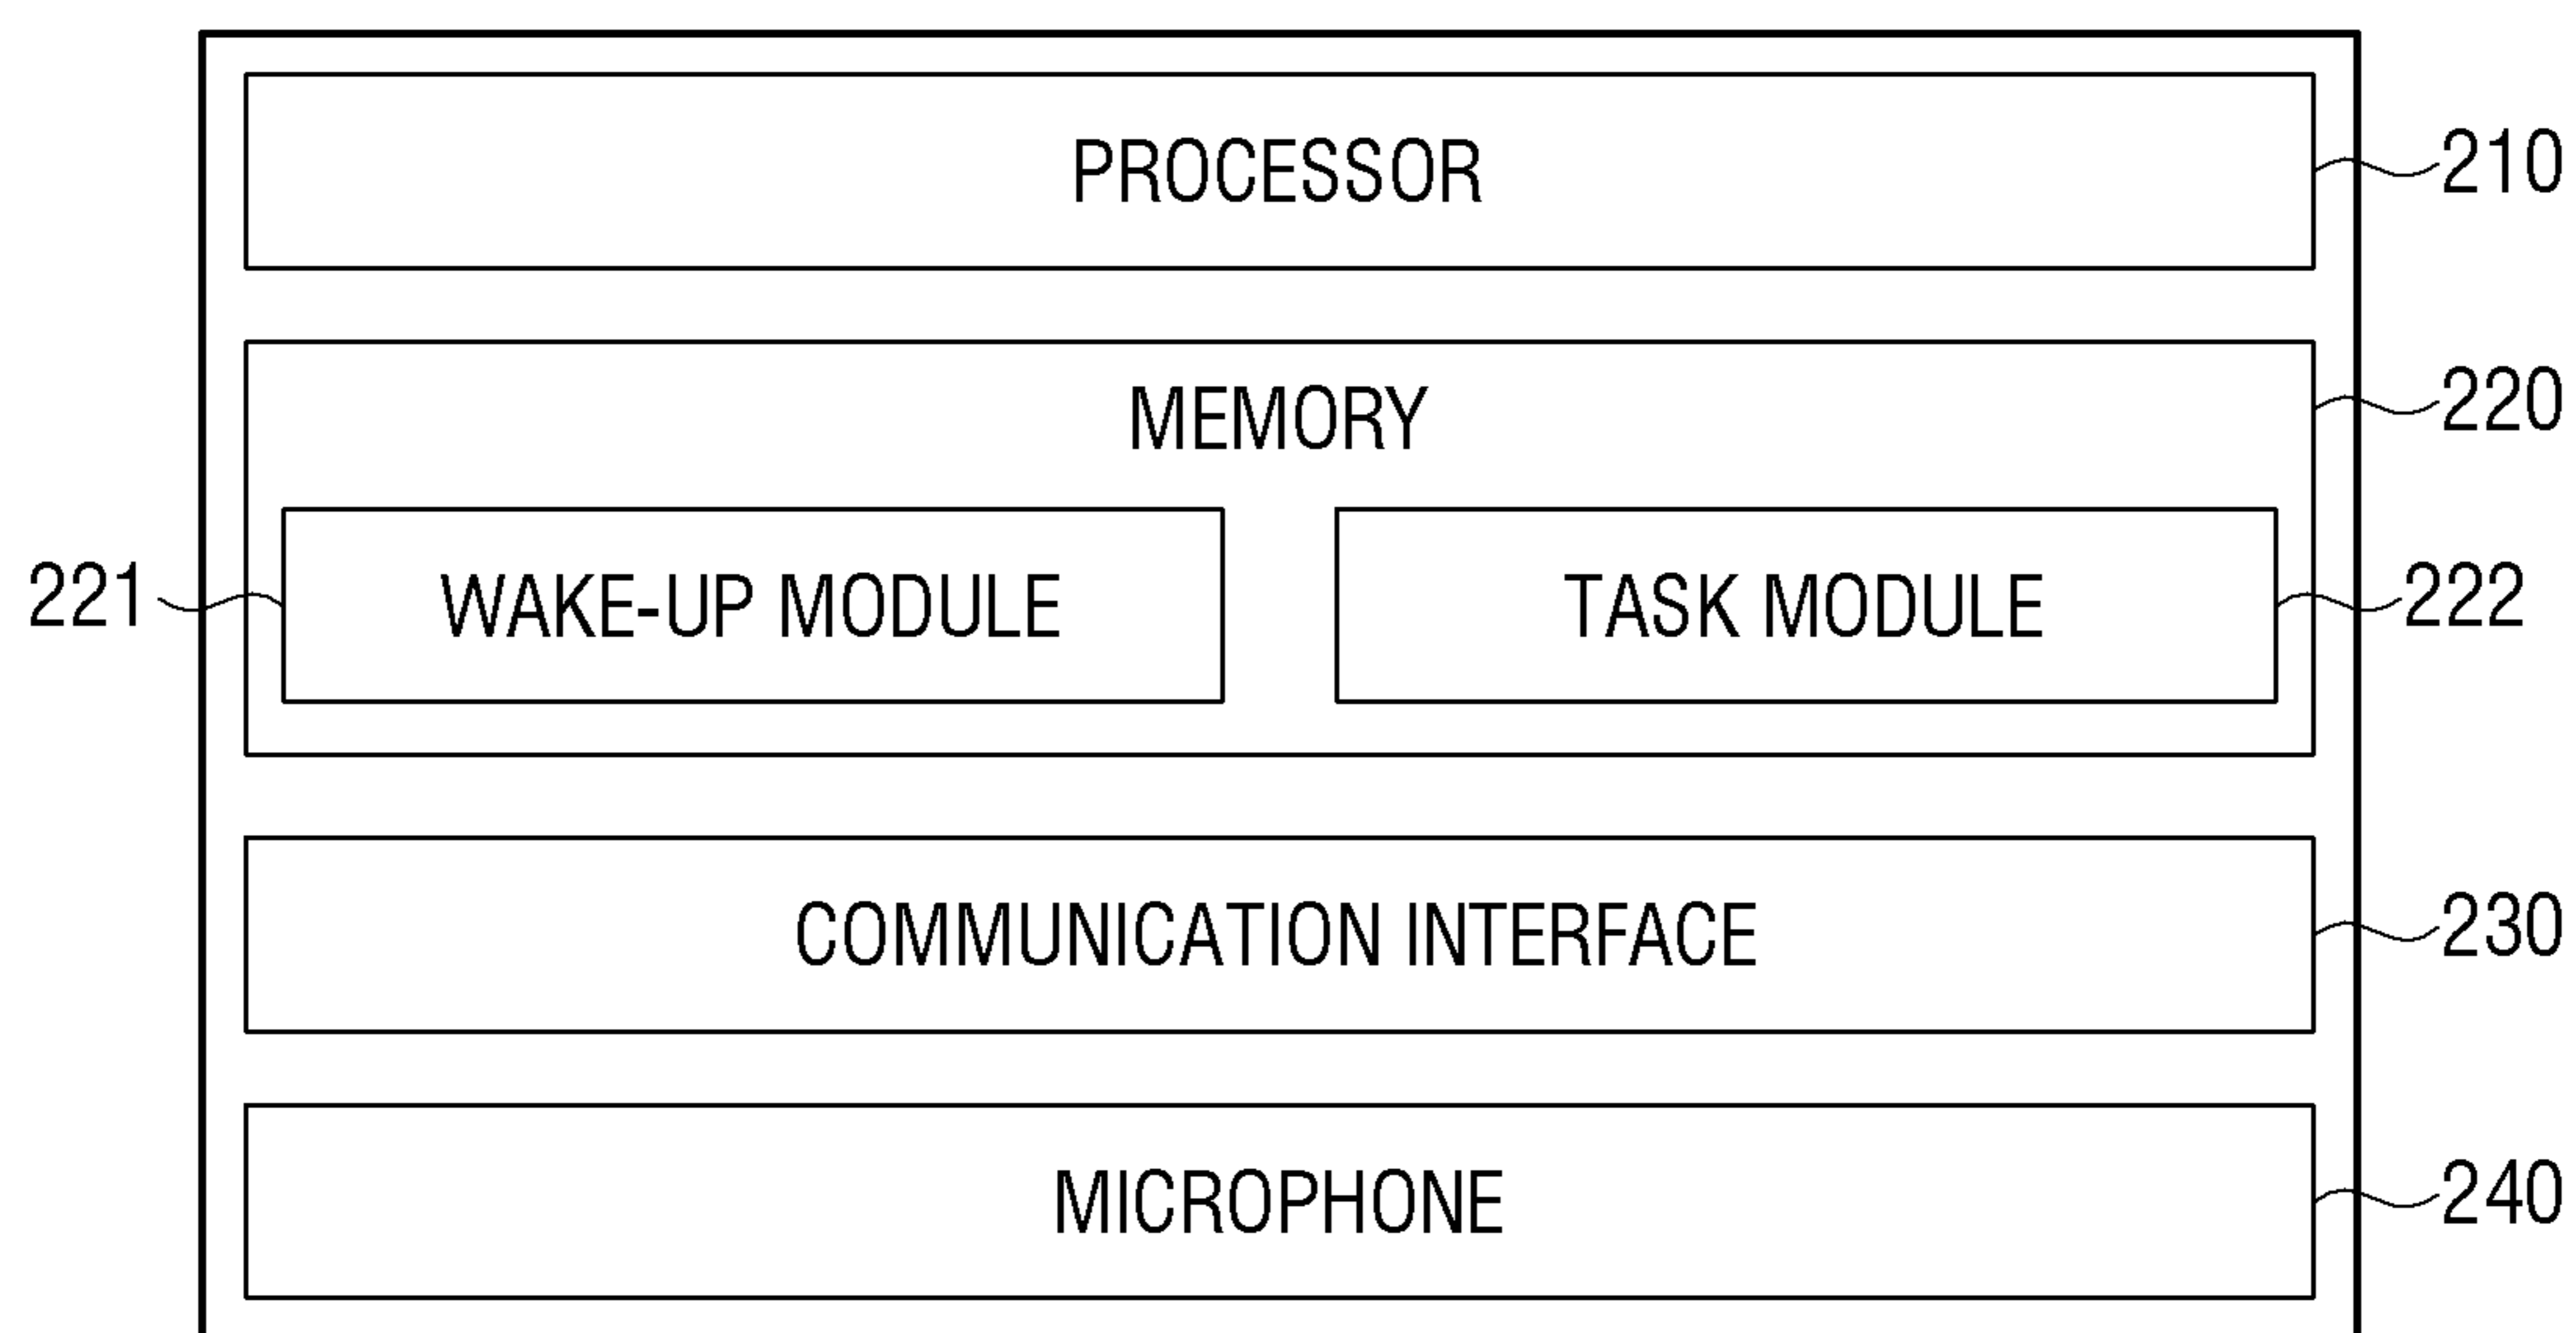 PROCESSOR 210
MEMORY 220
221 WAKE-UP MODULE TASK MODULE 222
COMMUNICATION INTERFACE 230
MICROPHONE 240